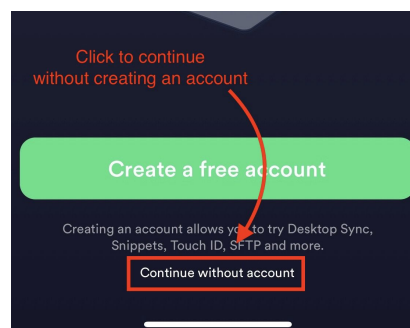 Click to continue
without creating an account
Create a free account
Creating an account allows you to try Desktop Sync,
Snippets, Touch ID, SFTP and more.
Continue without account